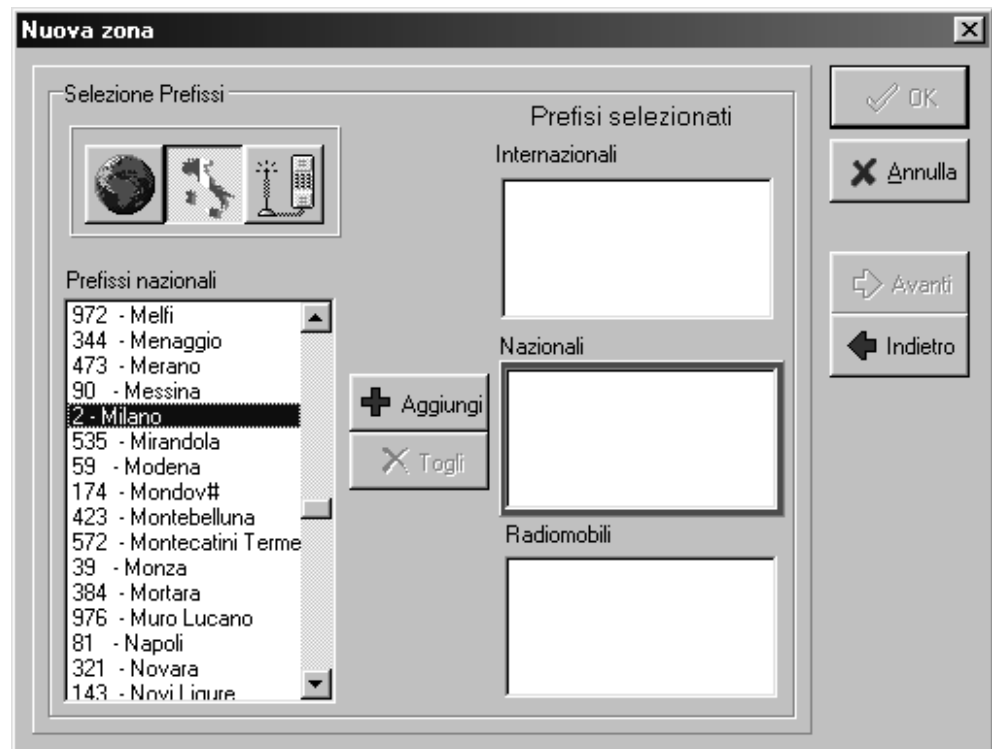 Nuova zona
Selezione Prefissi
Prefissi nazionali
972 - Melfi
344 - Menaggio
473 - Merano
90 - Messina
2 - Milano
535 - Mirandola
59 - Modena
174 - Mondov#
423 - Montebelluna
572 - Montecatini Terme
39 - Monza
384 - Mortara
976 - Muro Lucano
81 - Napoli
321 - Novara
143 - Novi Ligure
Aggiungi
Togli
Prefisi selezionati
Internazionali
Nazionali
Radiomobili
OK
Annulla
Avanti
Indietro